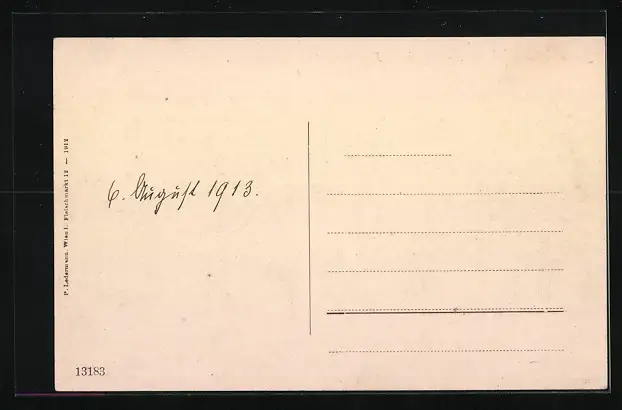 P. Ledermann, Wien I. Fleischmarkt 12 — 1912
6. August 1913.
13183